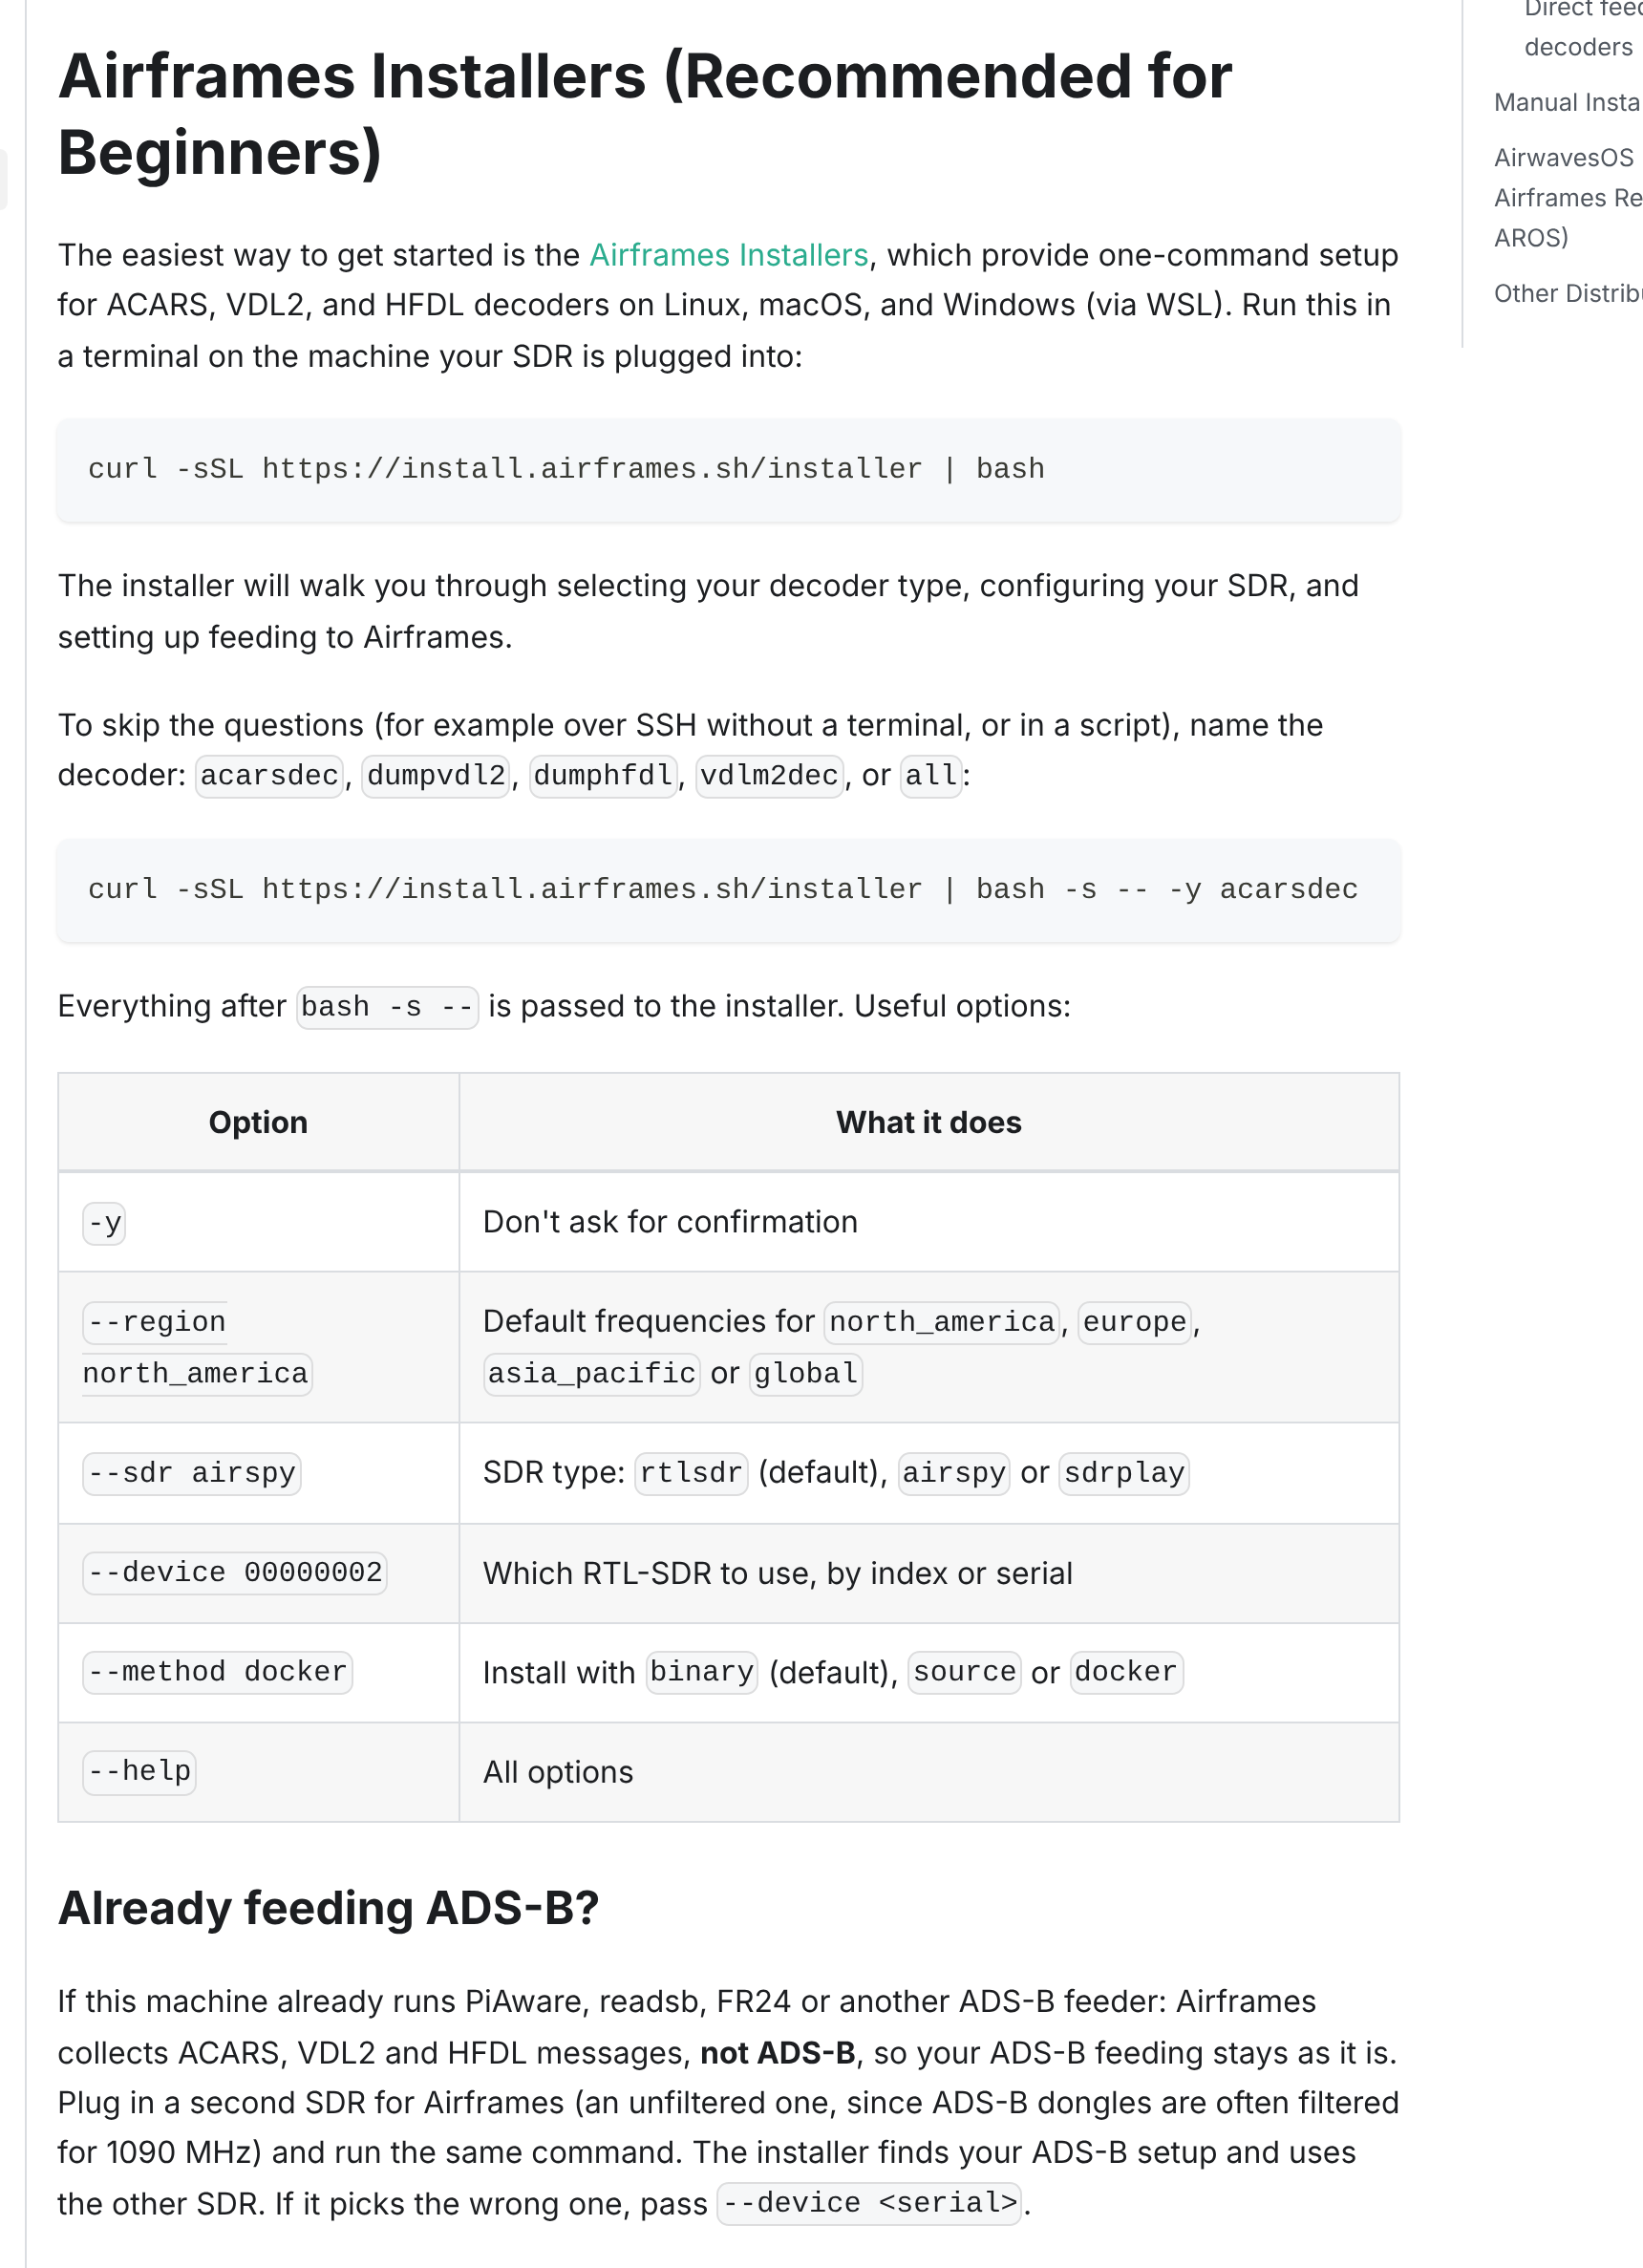 Airframes Installers (Recommended for
Beginners)
The easiest way to get started is the Airframes Installers, which provide one-command setup
for ACARS, VDL2, and HFDL decoders on Linux, macOS, and Windows (via WSL). Run this in
a terminal on the machine your SDR is plugged into:
curl -sSL https://install.airframes.sh/installer | bash
The installer will walk you through selecting your decoder type, configuring your SDR, and
setting up feeding to Airframes.
To skip the questions (for example over SSH without a terminal, or in a script), name the
decoder: acarsdec, dumpvdl2, dumphfdl, vdlm2dec, or all:
curl -sSL https://install.airframes.sh/installer | bash -s -- -y acarsdec
Everything after bash -s -- is passed to the installer. Useful options:
Option What it does
-y Don't ask for confirmation
--region Default frequencies for north_america, europe,
north_america asia_pacific or global
--sdr airspy SDR type: rtlsdr (default), airspy or sdrplay
--device 00000002 Which RTL-SDR to use, by index or serial
--method docker Install with binary (default), source or docker
--help All options
Already feeding ADS-B?
If this machine already runs PiAware, readsb, FR24 or another ADS-B feeder: Airframes
collects ACARS, VDL2 and HFDL messages, not ADS-B, so your ADS-B feeding stays as it is.
Plug in a second SDR for Airframes (an unfiltered one, since ADS-B dongles are often filtered
for 1090 MHz) and run the same command. The installer finds your ADS-B setup and uses
the other SDR. If it picks the wrong one, pass --device <serial>.
Direct
decoders
Manual
AirwavesOS
Airframes
AROS)
Other